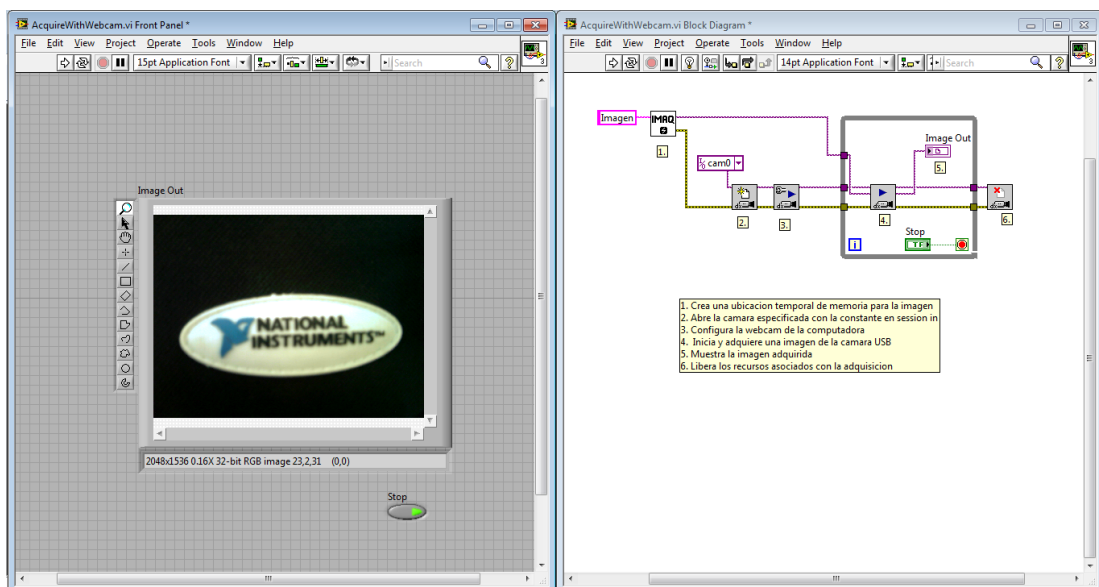 AcquireWithWebcam.vi Front Panel *
File Edit View Project Operate Tools Window Help
15pt Application Font
Search
3
Image Out
NATIONAL
INSTRUMENTS™
2048x1536 0.16X 32-bit RGB image 23,2,31 (0,0)
Stop
AcquireWithWebcam.vi Block Diagram *
File Edit View Project Operate Tools Window Help
14pt Application Font
Search
3
Imagen
IMAQ
1.
cam0
Image Out
5.
2.
3.
4.
6.
Stop
TF
i
1. Crea una ubicacion temporal de memoria para la imagen
2. Abre la camara especificada con la constante en session in
3. Configura la webcam de la computadora
4. Inicia y adquiere una imagen de la camara USB
5. Muestra la imagen adquirida
6. Libera los recursos asociados con la adquisicion